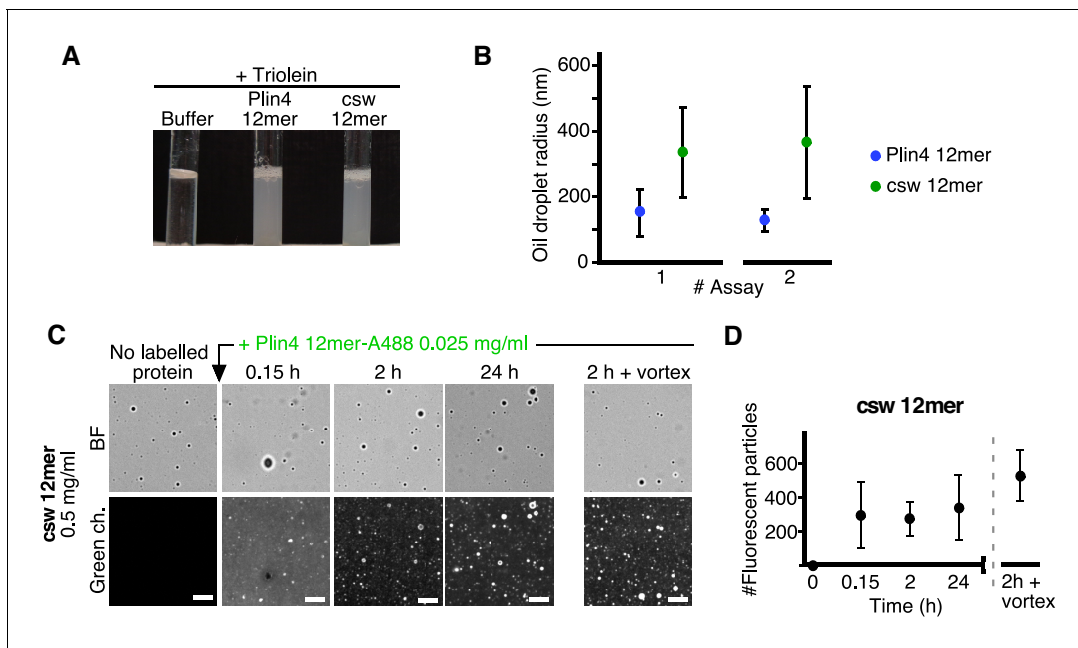 A
+ Triolein
Buffer
Plin4
12mer
csw
12mer
B
Oil droplet radius (nm)
600
400
200
0
1
2
# Assay
Plin4 12mer
csw 12mer
C
+ Plin4 12mer-A488 0.025 mg/ml
No labelled
protein
0.15 h
2 h
24 h
2 h + vortex
csw 12mer
0.5 mg/ml
BF
Green ch.
D
csw 12mer
#Fluorescent particles
600
400
200
0
0.15
2
24
2h +
vortex
Time (h)